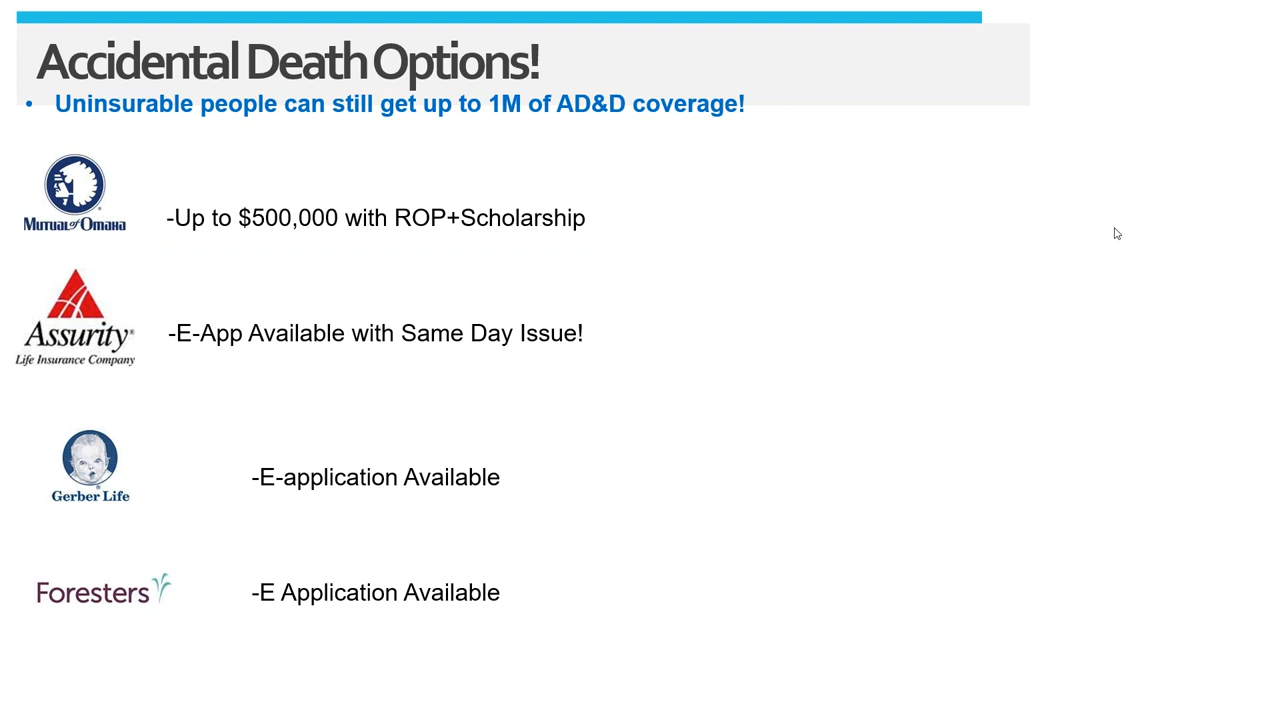 Accidental Death Options!
• Uninsurable people can still get up to 1M of AD&D coverage!
MUTUAL of OMAHA
-Up to $500,000 with ROP+Scholarship
Assurity®
Life Insurance Company
-E-App Available with Same Day Issue!
Gerber Life
-E-application Available
Foresters
-E Application Available